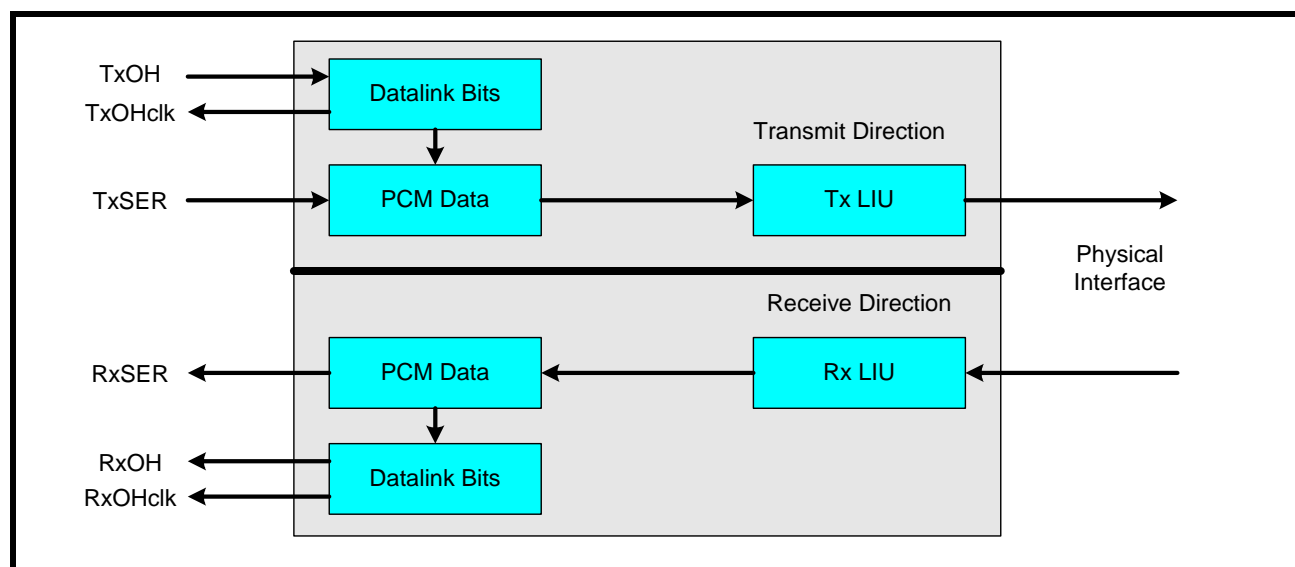 TxOH
TxOHclk
Datalink Bits
Transmit Direction
TxSER
PCM Data
Tx LIU
Physical
Interface
Receive Direction
RxSER
PCM Data
Rx LIU
RxOH
RxOHclk
Datalink Bits